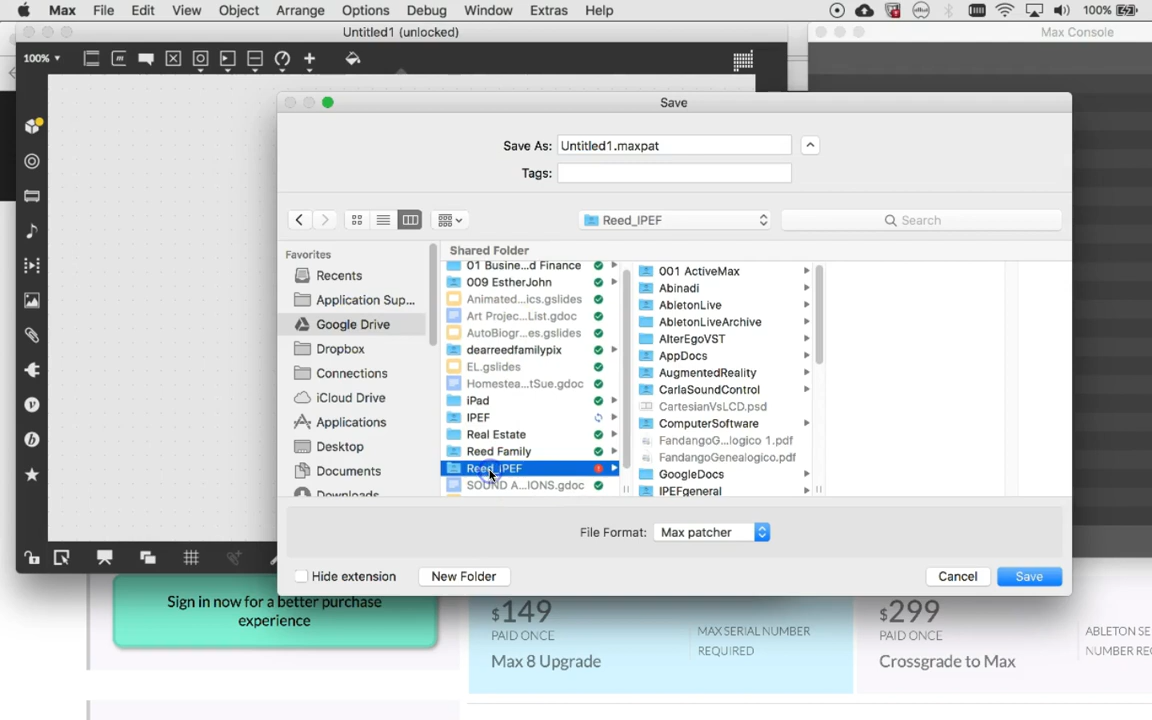 Max File Edit View Object Arrange Options Debug Window Extras Help 100%
Untitled1 (unlocked)
Max Console
100%
Save
Save As: Untitled1.maxpat
Tags:
Reed_IPEF
Search
Favorites
Recents
Application Sup...
Google Drive
Dropbox
Connections
iCloud Drive
Applications
Desktop
Documents
Downloads
Shared Folder
01 Busine...d Finance
009 EstherJohn
Animated...ics.gslides
Art Projec...List.gdoc
AutoBiogr...es.gslides
dearreedfamilypix
EL.gslides
Homestea...tSue.gdoc
iPad
IPEF
Real Estate
Reed Family
Reed_IPEF
SOUND A...IONS.gdoc
001 ActiveMax
Abinadi
AbletonLive
AbletonLiveArchive
AlterEgoVST
AppDocs
AugmentedReality
CarlaSoundControl
CartesianVsLCD.psd
ComputerSoftware
FandangoG...logico 1.pdf
FandangoGenealogico.pdf
GoogleDocs
IPEFgeneral
File Format: Max patcher
Hide extension
New Folder
Cancel
Save
Sign in now for a better purchase
experience
$149
PAID ONCE
Max 8 Upgrade
MAX SERIAL NUMBER
REQUIRED
$299
PAID ONCE
Crossgrade to Max
ABLETON SE
NUMBER RE